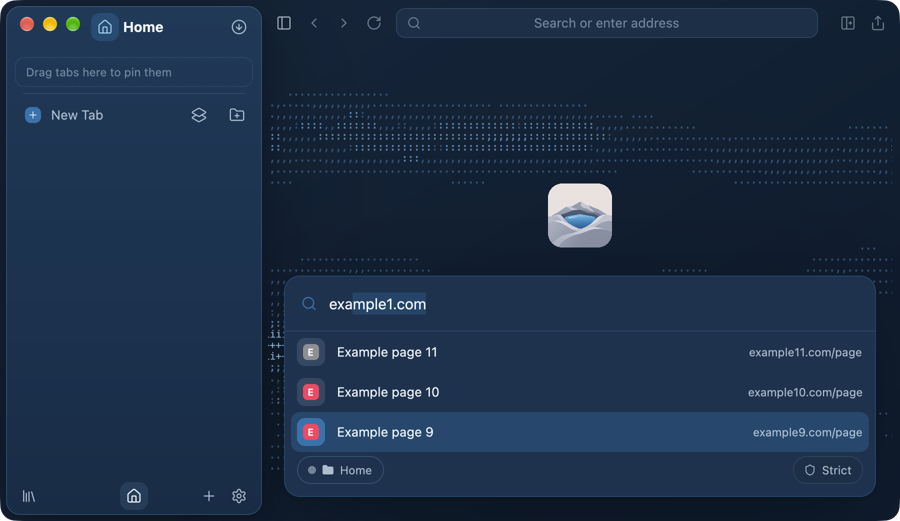 Home
Search or enter address
Drag tabs here to pin them
New Tab
example1.com
E Example page 11 example11.com/page
E Example page 10 example10.com/page
E Example page 9 example9.com/page
Home Strict